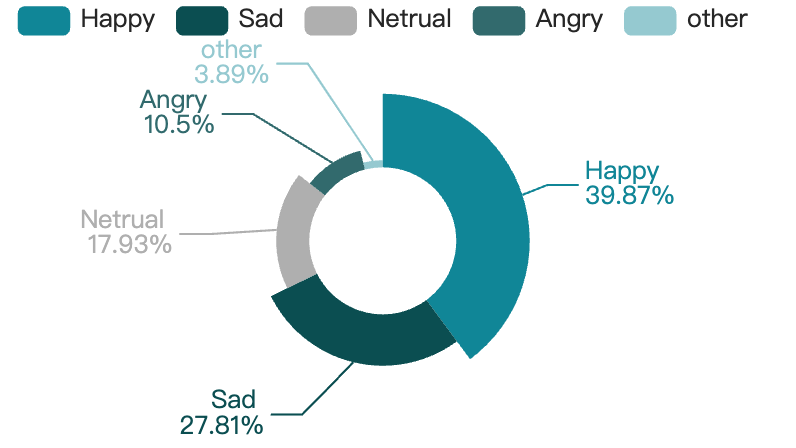 Happy Sad Netrual Angry other
other
3.89%
Angry
10.5%
Happy
39.87%
Netrual
17.93%
Sad
27.81%